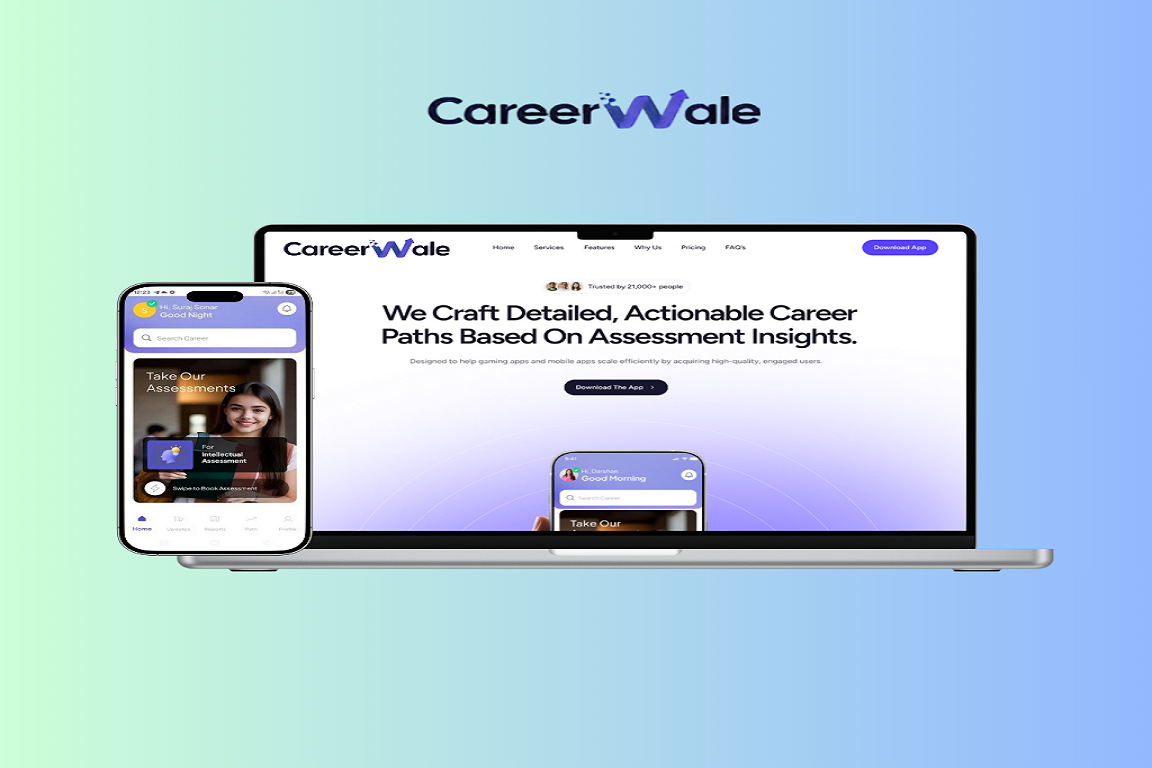 CareerWale
CareerWale
Home Services Features Why Us Pricing FAQ's
Download App
Trusted by 21,000+ people
We Craft Detailed, Actionable Career
Paths Based On Assessment Insights.
Designed to help gaming apps and mobile apps scale efficiently by acquiring high-quality, engaged users.
Download The App
9:41
Hi, Darshan
Good Morning
Search Career
Take Our
12:23
Hi, Suraj Sonar
Good Night
S
Search Career
Take Our
Assessments
For
Intellectual
Assessment
Swipe to Book Assessment
Home Updates Reports Path Profile